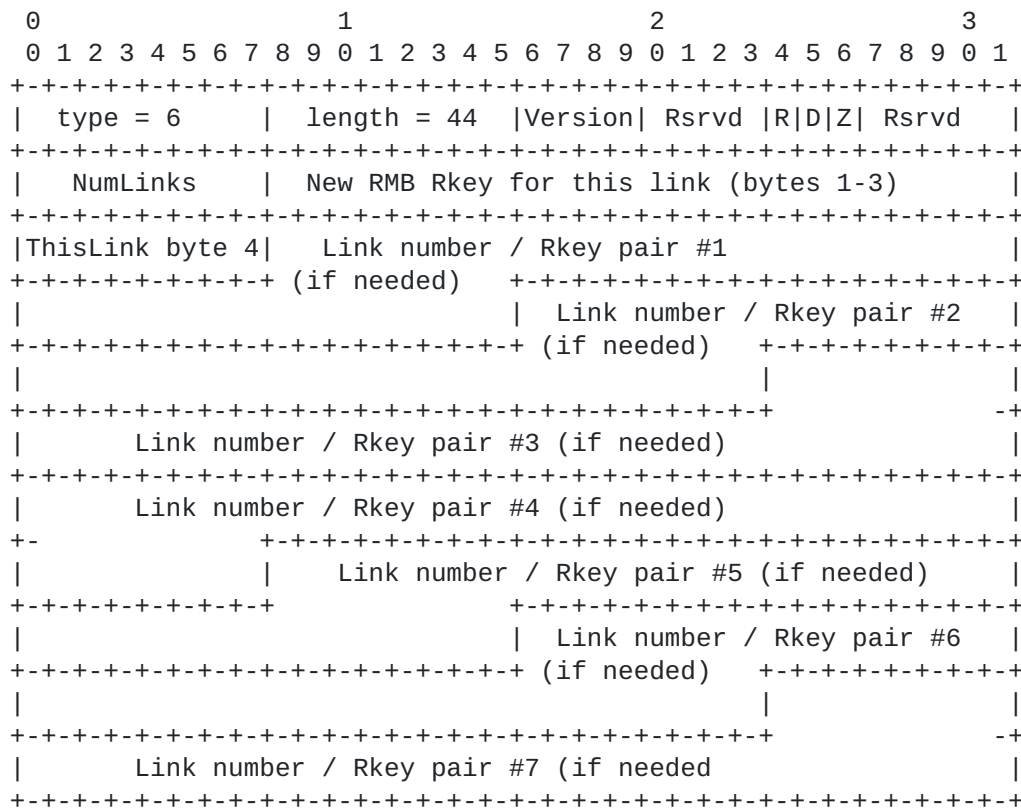 0                   1                   2                   3
 0 1 2 3 4 5 6 7 8 9 0 1 2 3 4 5 6 7 8 9 0 1 2 3 4 5 6 7 8 9 0 1
+-+-+-+-+-+-+-+-+-+-+-+-+-+-+-+-+-+-+-+-+-+-+-+-+-+-+-+-+-+-+-+-+
|  type = 6     |  length = 44  |Version| Rsrvd |R|D|Z| Rsrvd   |
+-+-+-+-+-+-+-+-+-+-+-+-+-+-+-+-+-+-+-+-+-+-+-+-+-+-+-+-+-+-+-+-+
|   NumLinks    |  New RMB Rkey for this link (bytes 1-3)       |
+-+-+-+-+-+-+-+-+-+-+-+-+-+-+-+-+-+-+-+-+-+-+-+-+-+-+-+-+-+-+-+-+
|ThisLink byte 4|   Link number / Rkey pair #1                  |
+-+-+-+-+-+-+-+-+ (if needed)   +-+-+-+-+-+-+-+-+-+-+-+-+-+-+-+-+
|                               |  Link number / Rkey pair #2   |
+-+-+-+-+-+-+-+-+-+-+-+-+-+-+-+-+ (if needed)   +-+-+-+-+-+-+-+-+
|                                               |               |
+-+-+-+-+-+-+-+-+-+-+-+-+-+-+-+-+-+-+-+-+-+-+-+-+              -+
|       Link number / Rkey pair #3 (if needed)                  |
+-+-+-+-+-+-+-+-+-+-+-+-+-+-+-+-+-+-+-+-+-+-+-+-+-+-+-+-+-+-+-+-+
|       Link number / Rkey pair #4 (if needed)                  |
+-              +-+-+-+-+-+-+-+-+-+-+-+-+-+-+-+-+-+-+-+-+-+-+-+-+
|               |    Link number / Rkey pair #5 (if needed)     |
+-+-+-+-+-+-+-+-+               +-+-+-+-+-+-+-+-+-+-+-+-+-+-+-+-+
|                               |  Link number / Rkey pair #6   |
+-+-+-+-+-+-+-+-+-+-+-+-+-+-+-+-+ (if needed)   +-+-+-+-+-+-+-+-+
|                                               |               |
+-+-+-+-+-+-+-+-+-+-+-+-+-+-+-+-+-+-+-+-+-+-+-+-+              -+
|       Link number / Rkey pair #7 (if needed                   |
+-+-+-+-+-+-+-+-+-+-+-+-+-+-+-+-+-+-+-+-+-+-+-+-+-+-+-+-+-+-+-+-+